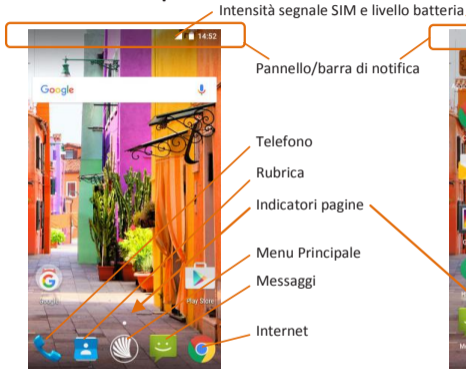 Intensità segnale SIM e livello batteria
14:52
Pannello/barra di notifica
Google
Telefono
Rubrica
Indicatori pagine
Menu Principale
Google
Play Store
Messaggi
Internet